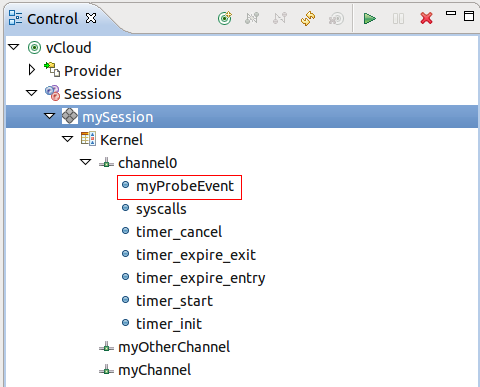 Control
vCloud
Provider
Sessions
mySession
Kernel
channel0
myProbeEvent
syscalls
timer_cancel
timer_expire_exit
timer_expire_entry
timer_start
timer_init
myOtherChannel
myChannel